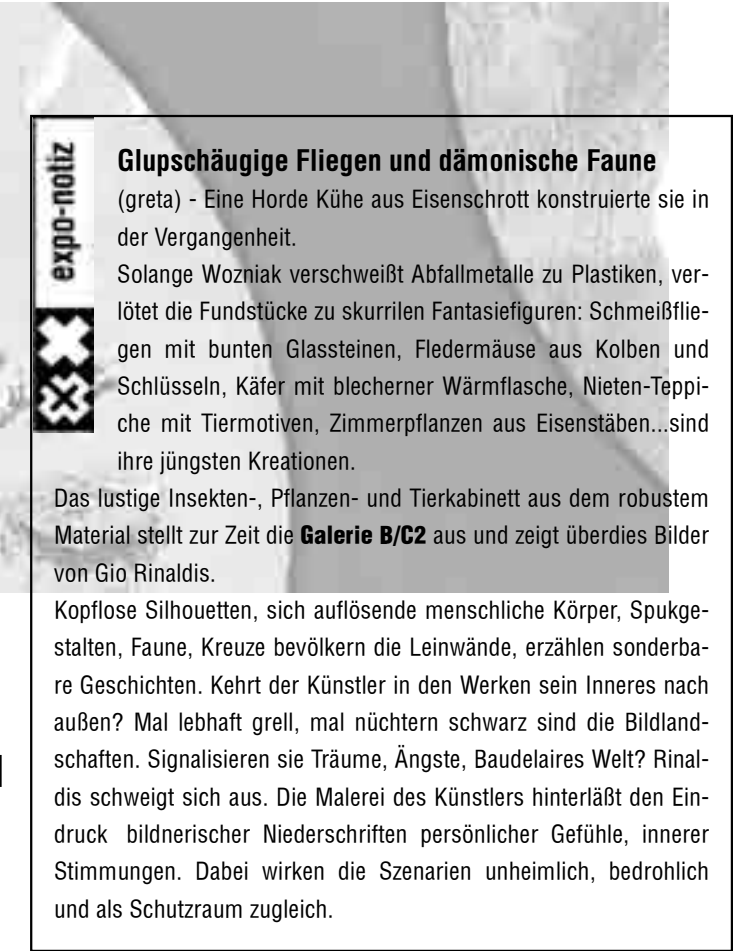 expo-notiz
Glupschäugige Fliegen und dämonische Faune
(greta) - Eine Horde Kühe aus Eisenschrott konstruierte sie in
der Vergangenheit.
Solange Wozniak verschweißt Abfallmetalle zu Plastiken, ver-
lötet die Fundstücke zu skurrilen Fantasiefiguren: Schmeißflie-
gen mit bunten Glassteinen, Fledermäuse aus Kolben und
Schlüsseln, Käfer mit blecherner Wärmflasche, Nieten-Teppi-
che mit Tiermotiven, Zimmerpflanzen aus Eisenstäben...sind
ihre jüngsten Kreationen.
Das lustige Insekten-, Pflanzen- und Tierkabinett aus dem robustem
Material stellt zur Zeit die Galerie B/C2 aus und zeigt überdies Bilder
von Gio Rinaldis.
Kopflose Silhouetten, sich auflösende menschliche Körper, Spukge-
stalten, Faune, Kreuze bevölkern die Leinwände, erzählen sonderba-
re Geschichten. Kehrt der Künstler in den Werken sein Inneres nach
außen? Mal lebhaft grell, mal nüchtern schwarz sind die Bildland-
schaften. Signalisieren sie Träume, Ängste, Baudelaires Welt? Rinal-
dis schweigt sich aus. Die Malerei des Künstlers hinterläßt den Ein-
druck bildnerischer Niederschriften persönlicher Gefühle, innerer
Stimmungen. Dabei wirken die Szenarien unheimlich, bedrohlich
und als Schutzraum zugleich.